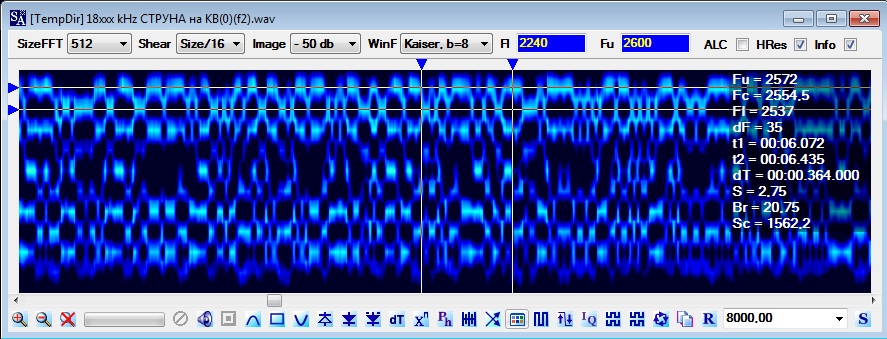 SA [TempDir] 18xxx kHz СТРУНА на КВ(0)(f2).wav
SizeFFT 512 Shear Size/16 Image - 50 db WinF Kaiser, b=8 Fl 2240 Fu 2600 ALC HRes Info
Fu = 2572
Fc = 2554,5
Fl = 2537
dF = 35
t1 = 00:06.072
t2 = 00:06.435
dT = 00:00.364.000
S = 2,75
Br = 20,75
Sc = 1562,2
dT xⁿ Ph IQ R 8000,00 S